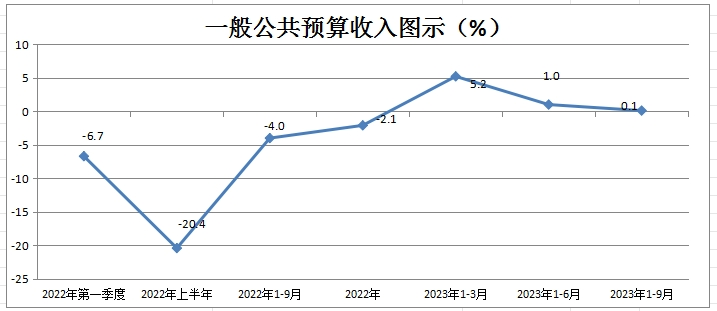 一般公共预算收入图示（%）
10
5
0
-5
-10
-15
-20
-25
-6.7
-20.4
-4.0
-2.1
5.2
1.0
0.1
2022年第一季度
2022年上半年
2022年1-9月
2022年
2023年1-3月
2023年1-6月
2023年1-9月